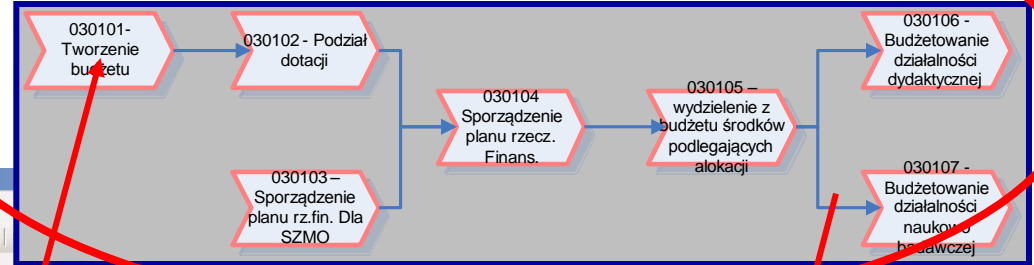 030101-
Tworzenie
budżetu
030102 - Podział
dotacji
030103 –
Sporządzenie
planu rz.fin. Dla
SZMO
030104
Sporządzenie
planu rzecz.
Finans.
030105 –
wydzielenie z
budżetu środków
podlegających
alokacji
030106 -
Budżetowanie
działalności
dydaktycznej
030107 -
Budżetowanie
działalności
naukowo
badawczej